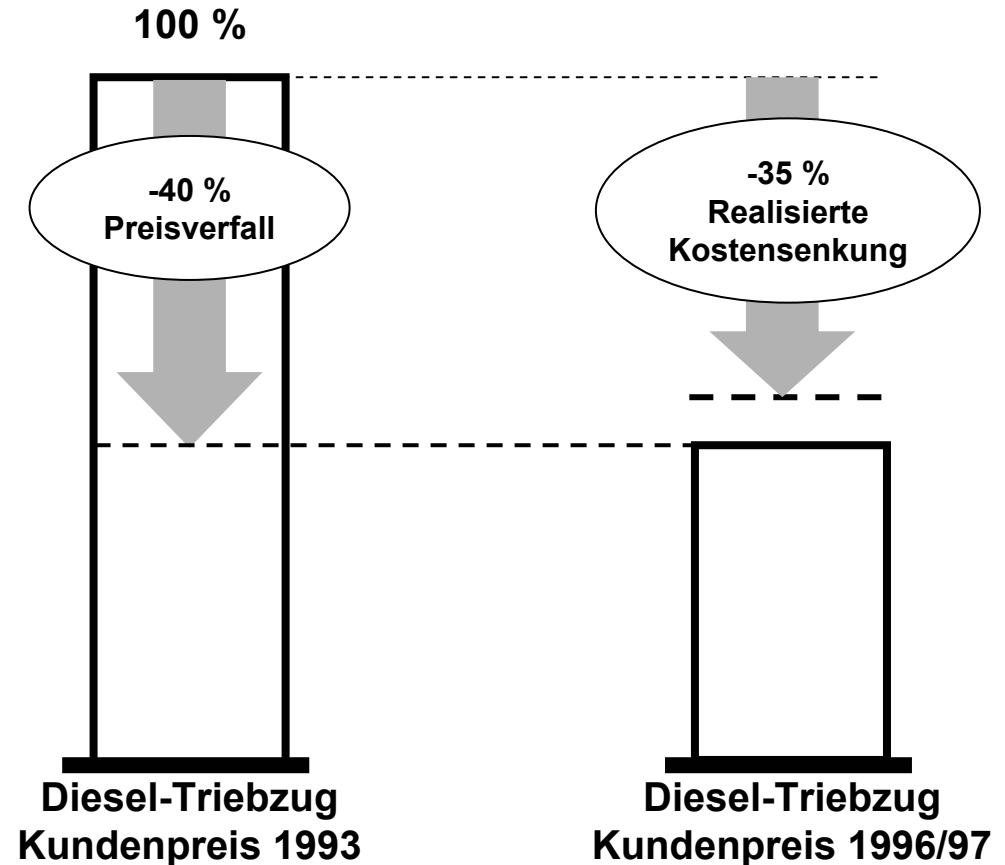 100 %
-40 %
Preisverfall
-35 %
Realisierte
Kostensenkung
Diesel-Triebzug
Kundenpreis 1993
Diesel-Triebzug
Kundenpreis 1996/97